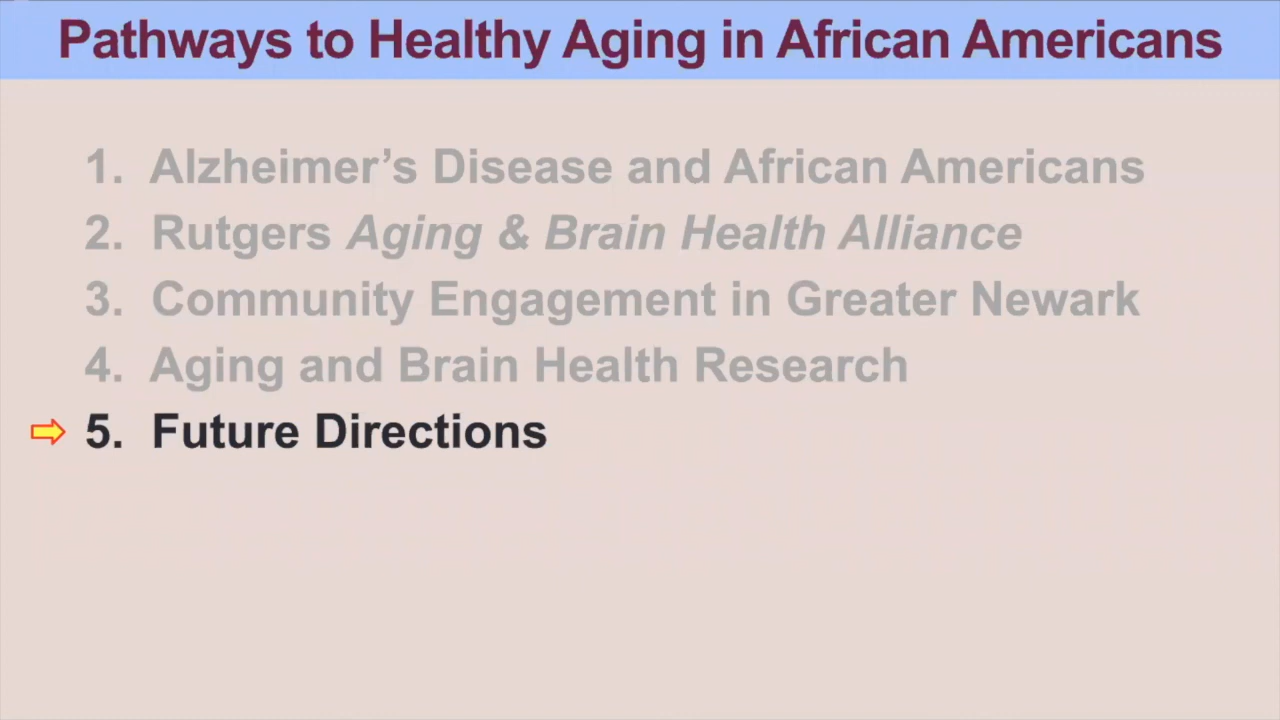 Pathways to Healthy Aging in African Americans
1. Alzheimer’s Disease and African Americans
2. Rutgers Aging & Brain Health Alliance
3. Community Engagement in Greater Newark
4. Aging and Brain Health Research
5. Future Directions